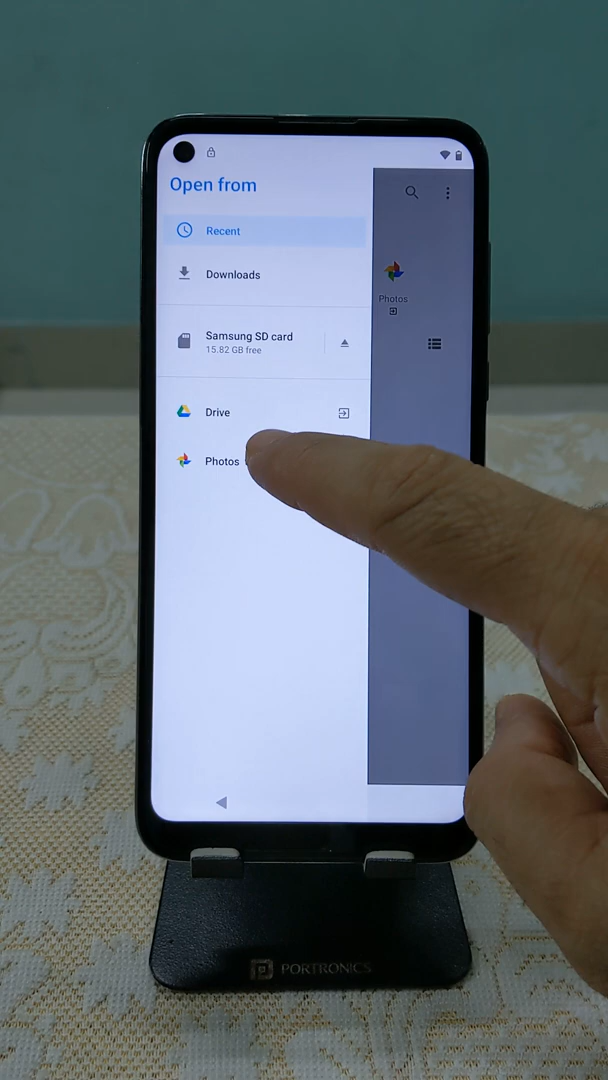 Open from
Recent
Downloads
Samsung SD card
15.82 GB free
Drive
Photos
Photos
PORTRONICS